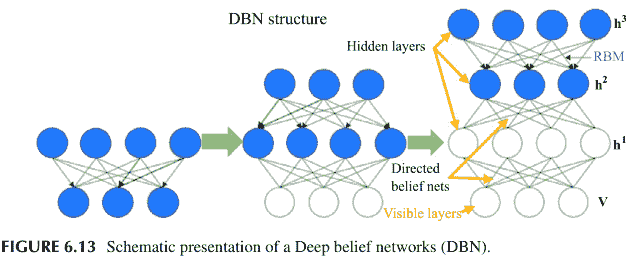 DBN structure
Hidden layers
h3
RBM
h2
h1
Directed
belief nets
Visible layers
V
FIGURE 6.13 Schematic presentation of a Deep belief networks (DBN).